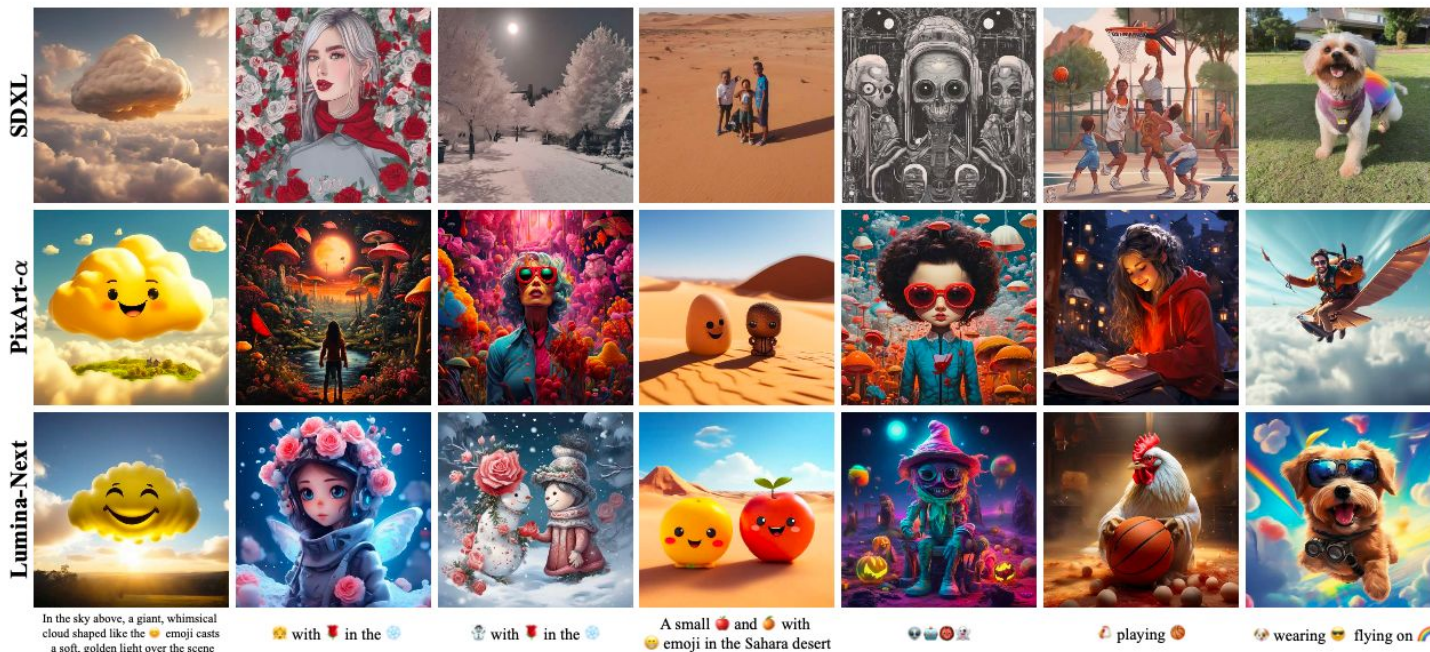 SDXL
PixArt-α
Lumina-Next
In the sky above, a giant, whimsical
cloud shaped like the 😊 emoji casts
a soft, golden light over the scene
👧 with 🌹 in the ❄️
☃️ with 🌹 in the ❄️
A small 🍎 and 🍊 with
😄 emoji in the Sahara desert
👽🤖👹👻
🐔 playing 🏀
🐶 wearing 😎 flying on 🌈